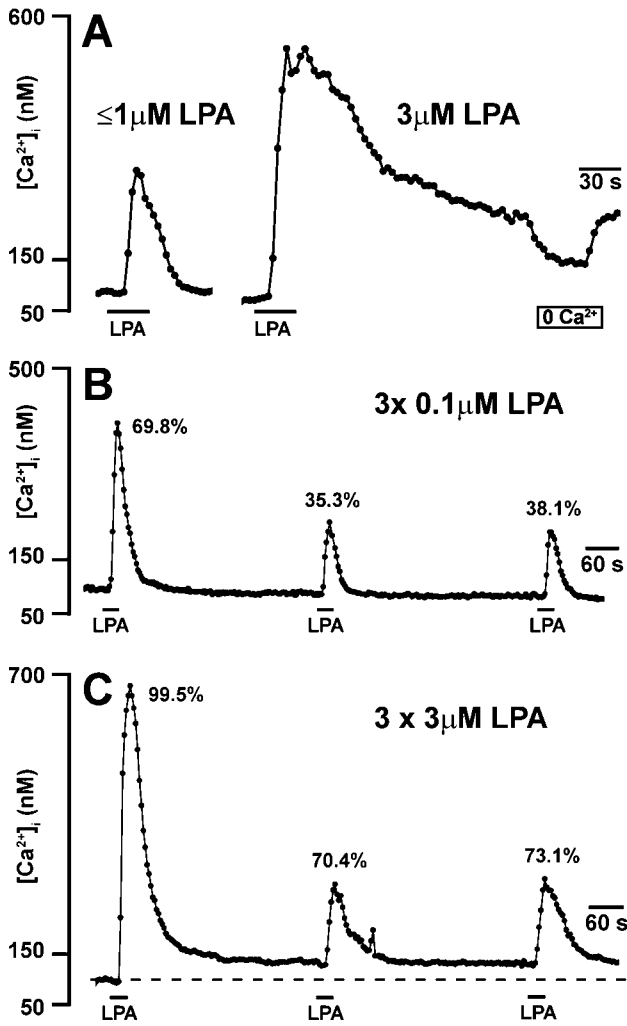 A
600
≤1μM LPA
3μM LPA
[Ca²⁺]ᵢ (nM)
30 s
150
50
LPA
LPA
0 Ca²⁺
B
500
3x 0.1μM LPA
69.8%
35.3%
38.1%
[Ca²⁺]ᵢ (nM)
150
60 s
50
LPA
LPA
LPA
C
700
99.5%
3 x 3μM LPA
70.4%
73.1%
[Ca²⁺]ᵢ (nM)
60 s
150
50
LPA
LPA
LPA